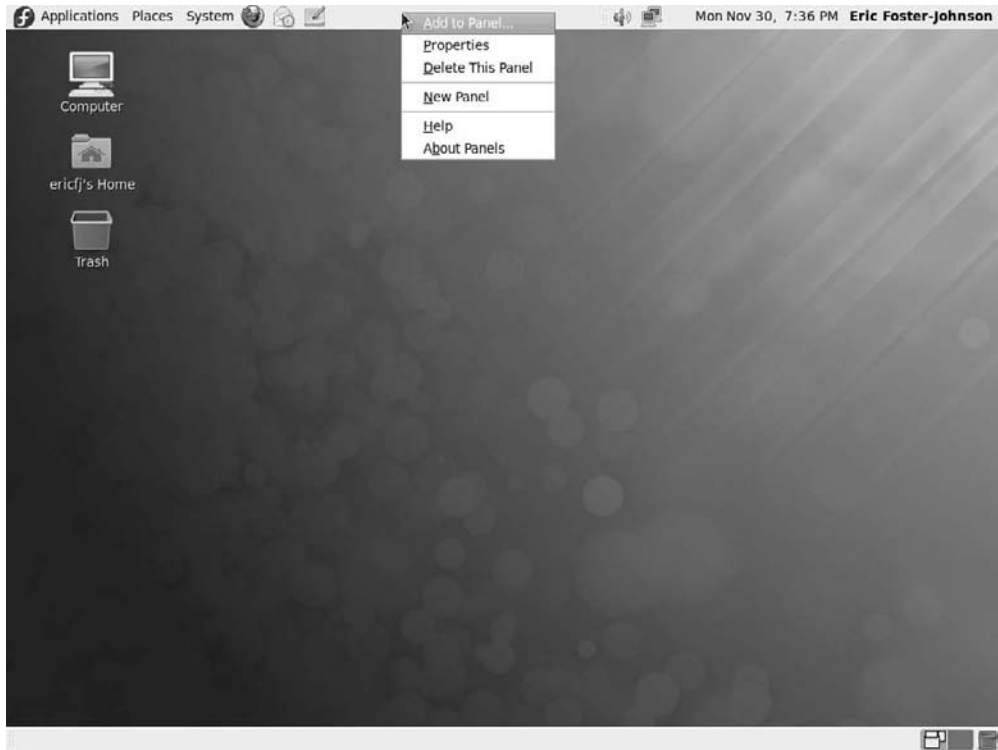 Applications Places System Mon Nov 30, 7:36 PM Eric Foster-Johnson
Add to Panel...
Properties
Delete This Panel
New Panel
Help
About Panels
Computer
ericfj's Home
Trash